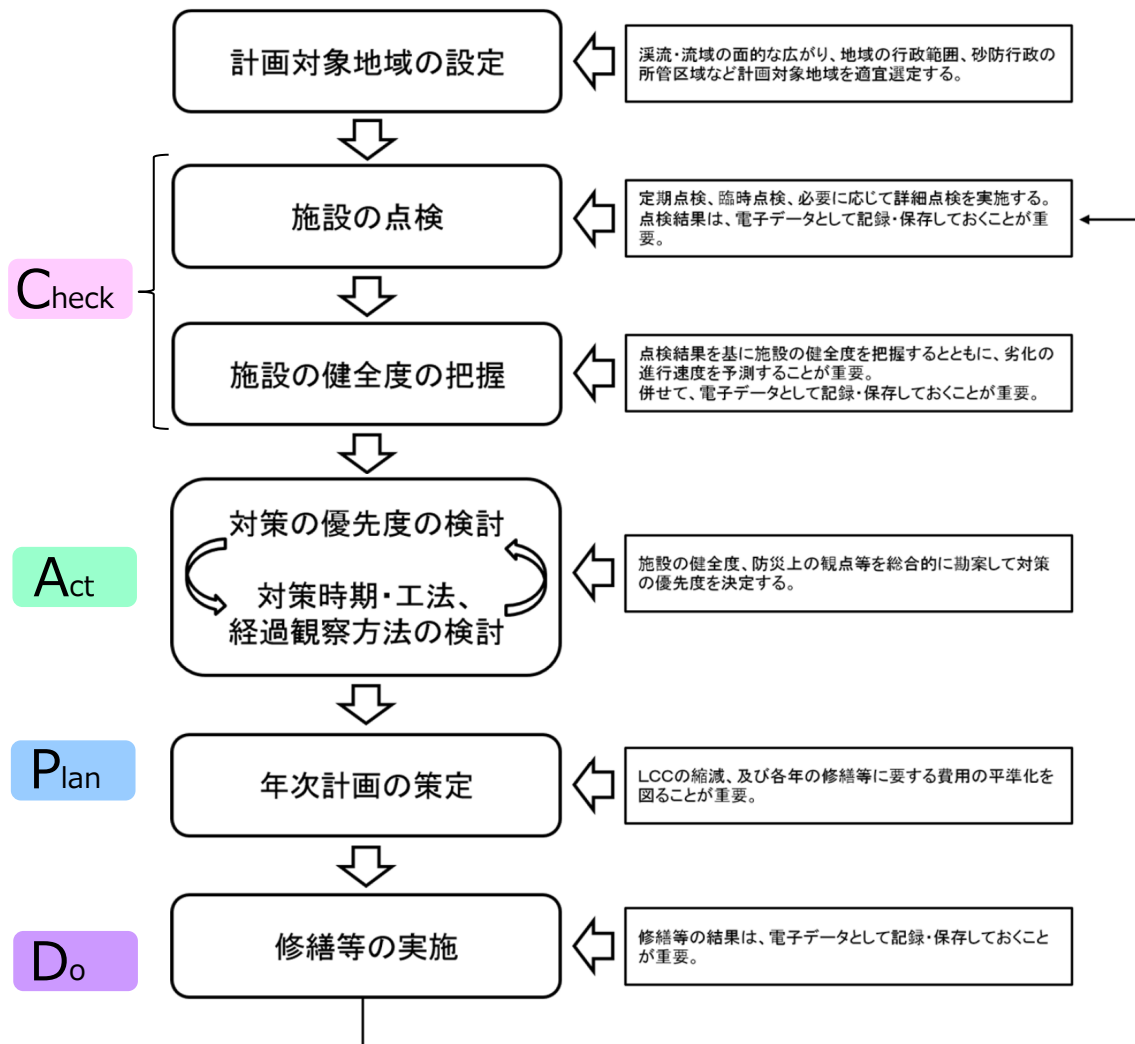 計画対象地域の設定
渓流・流域の面的な広がり、地域の行政範囲、砂防行政の
所管区域など計画対象地域を適宜選定する。
施設の点検
定期点検、臨時点検、必要に応じて詳細点検を実施する。
点検結果は、電子データとして記録・保存しておくことが重
要。
Check
施設の健全度の把握
点検結果を基に施設の健全度を把握するとともに、劣化の
進行速度を予測することが重要。
併せて、電子データとして記録・保存しておくことが重要。
Act
対策の優先度の検討
対策時期・工法、
経過観察方法の検討
施設の健全度、防災上の観点等を総合的に勘案して対策
の優先度を決定する。
Plan
年次計画の策定
LCCの縮減、及び各年の修繕等に要する費用の平準化を
図ることが重要。
Do
修繕等の実施
修繕等の結果は、電子データとして記録・保存しておくこと
が重要。